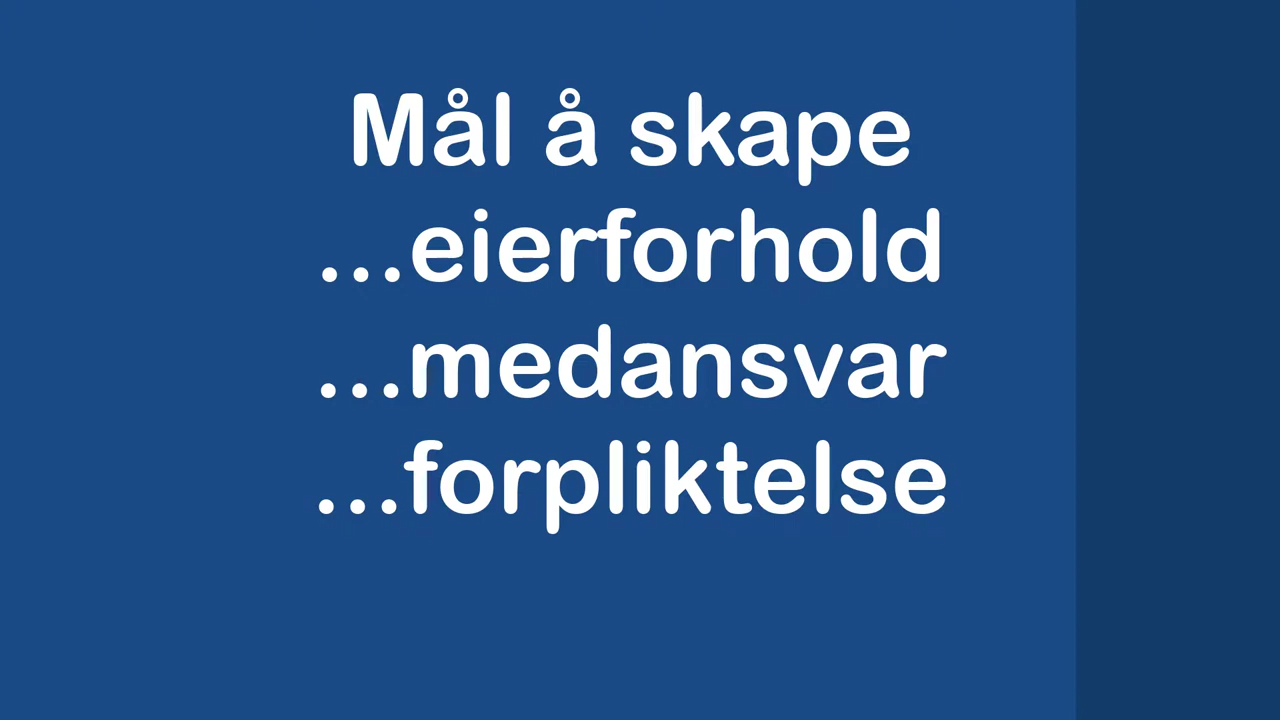 Mål å skape
...eierforhold
...medansvar
...forpliktelse